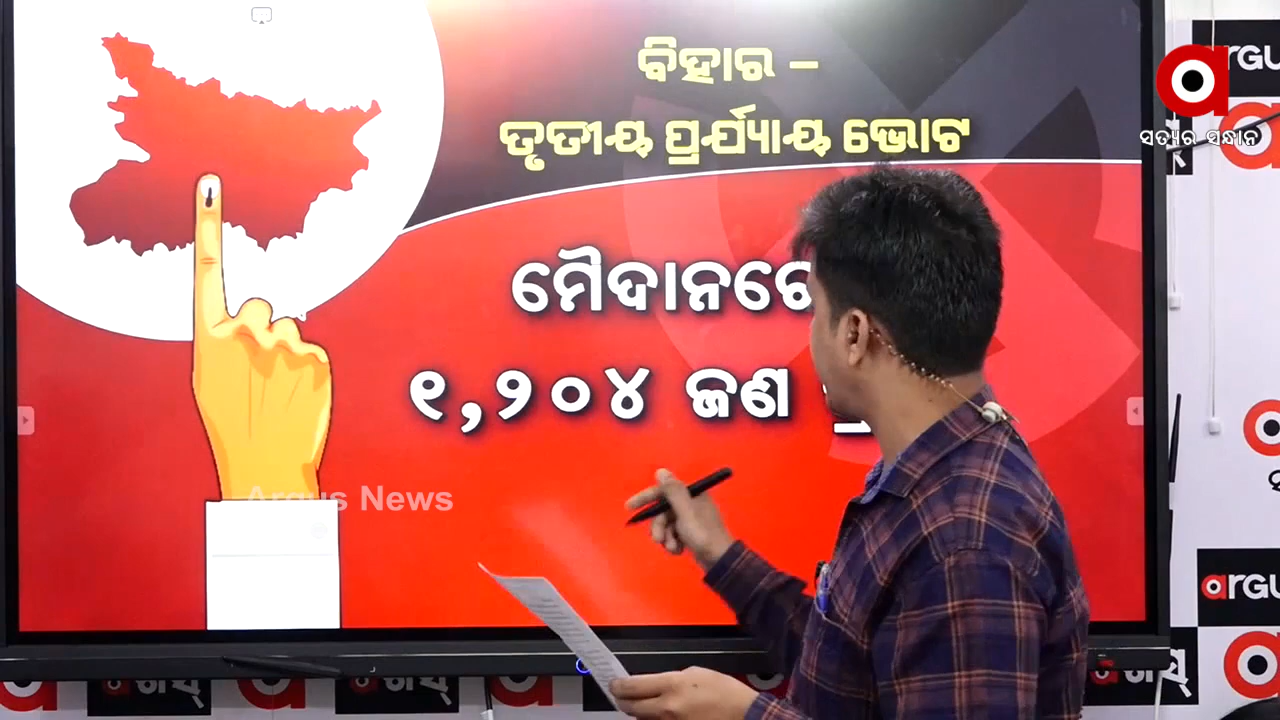 ବିହାର –
ତୃତୀୟ ପ୍ରର୍ଯ୍ୟାୟ ଭୋଟ
ମୈଦାନରେ
୧,୨୦୪ ଜଣ
Argus News
ସତ୍ୟର ସନ୍ଧାନ